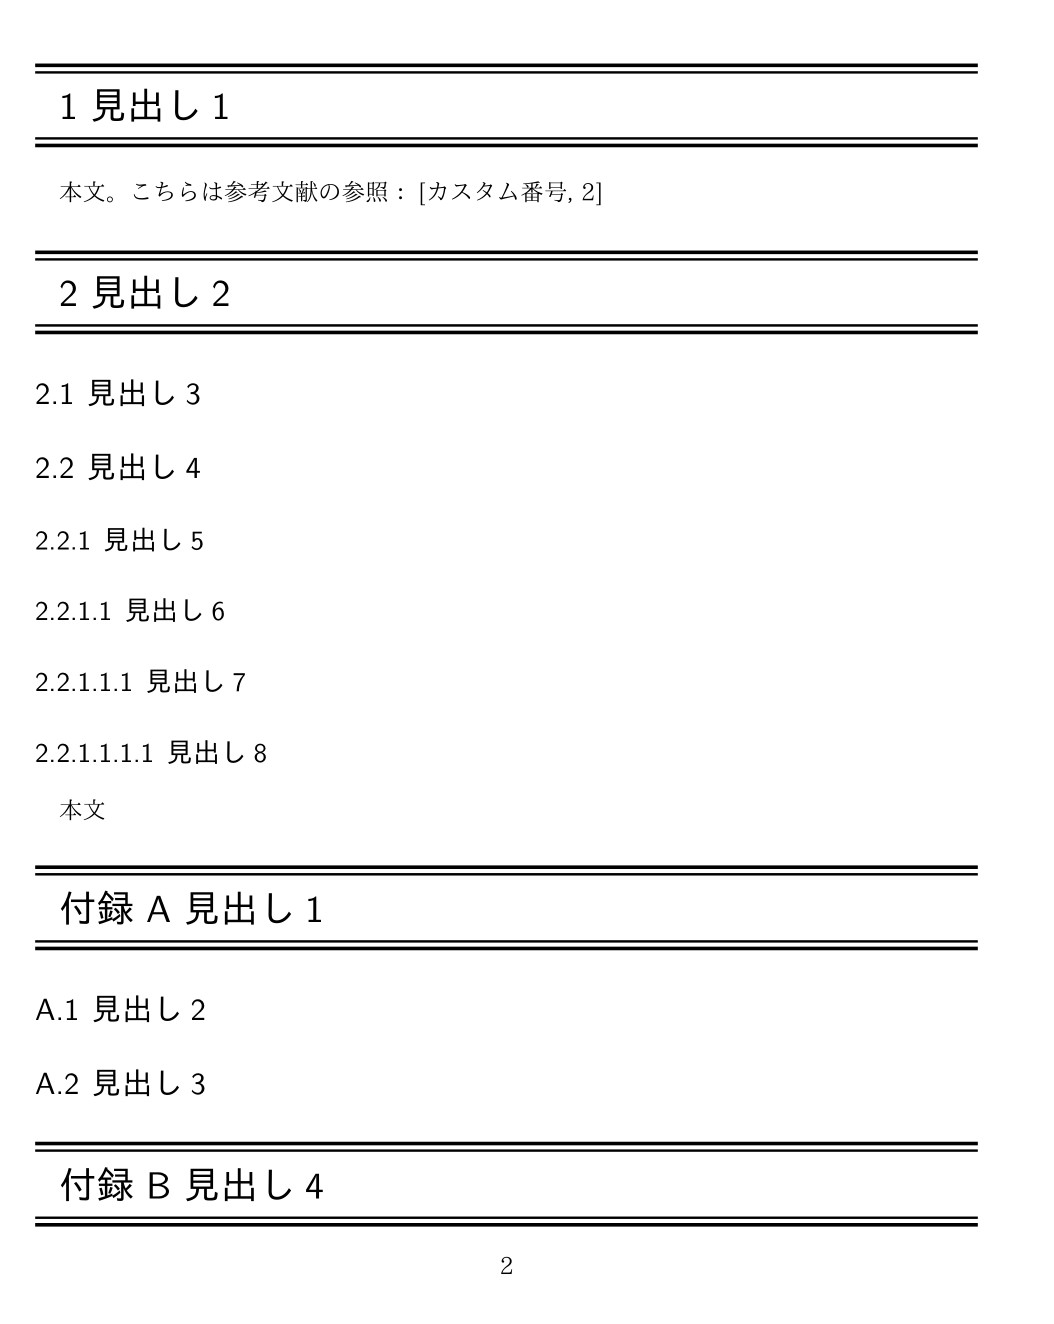 1 見出し 1
本文。こちらは参考文献の参照： [カスタム番号, 2]
2 見出し 2
2.1 見出し 3
2.2 見出し 4
2.2.1 見出し 5
2.2.1.1 見出し 6
2.2.1.1.1 見出し 7
2.2.1.1.1.1 見出し 8
本文
付録 A 見出し 1
A.1 見出し 2
A.2 見出し 3
付録 B 見出し 4
2